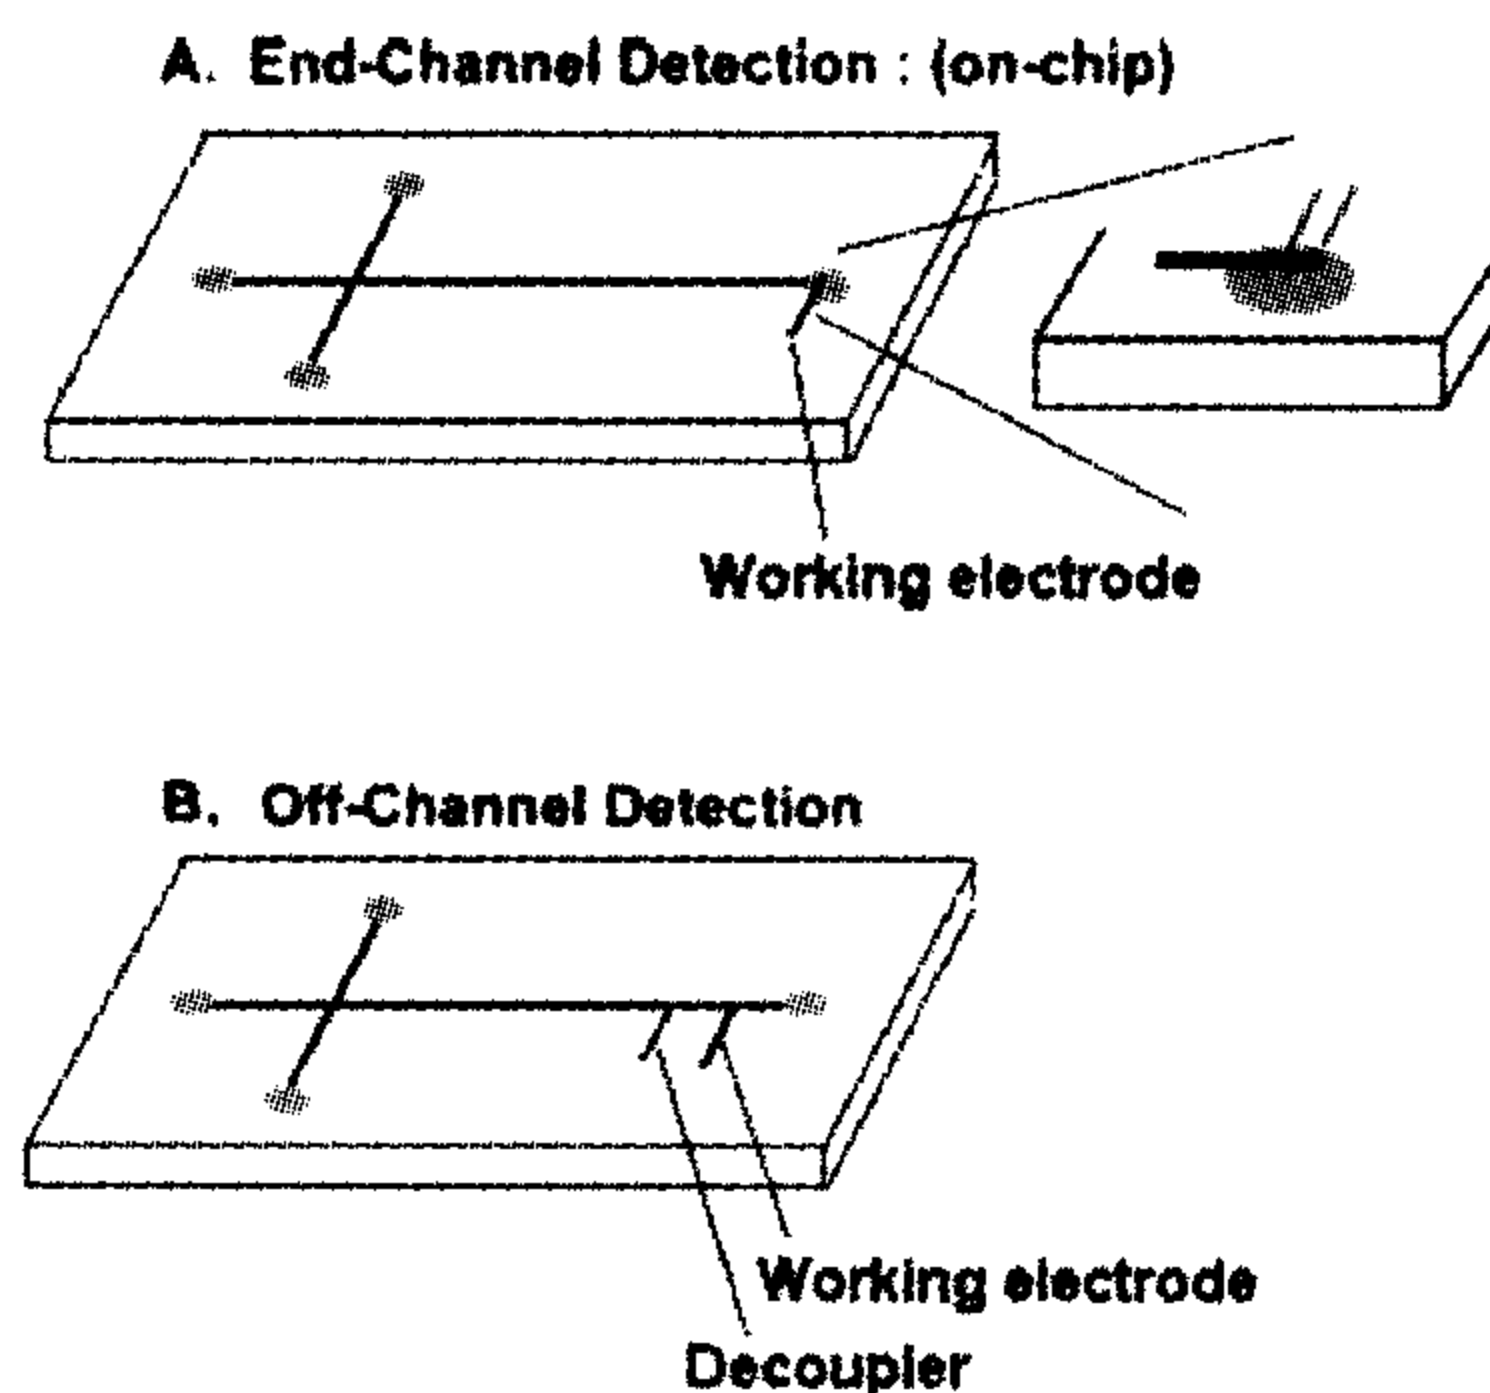 A. End-Channel Detection : (on-chip)
Working electrode
B. Off-Channel Detection
Working electrode
Decoupler